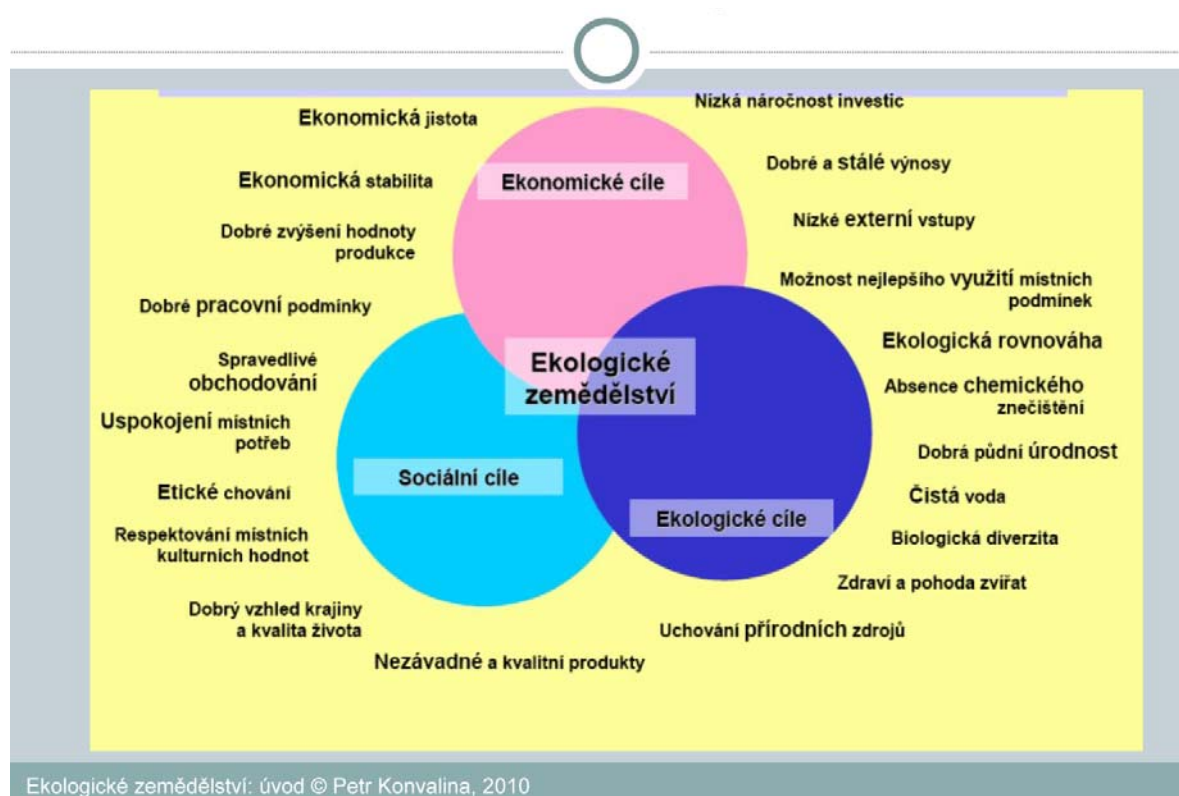 Ekonomická jistota
Ekonomická stabilita
Dobré zvýšení hodnoty
produkce
Dobré pracovní podmínky
Spravedlivé
obchodování
Uspokojení místních
potřeb
Etické chování
Respektování místních
kulturních hodnot
Dobrý vzhled krajiny
a kvalita života
Nezávadné a kvalitní produkty
Ekonomické cíle
Ekologické
zemědělství
Sociální cíle
Ekologické cíle
Nízká náročnost investic
Dobré a stálé výnosy
Nízké externí vstupy
Možnost nejlepšího využití místních
podmínek
Ekologická rovnováha
Absence chemického
znečištění
Dobrá půdní úrodnost
Čistá voda
Biologická diverzita
Zdraví a pohoda zvířat
Uchování přírodních zdrojů
Ekologické zemědělství: úvod © Petr Konvalina, 2010